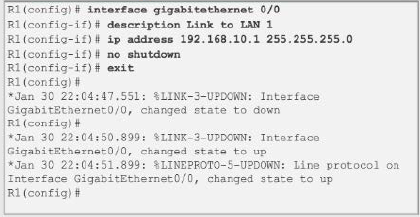 R1(config)# interface gigabitethernet 0/0
R1(config-if)# description Link to LAN 1
R1(config-if)# ip address 192.168.10.1 255.255.255.0
R1(config-if)# no shutdown
R1(config-if)# exit
R1(config)#
*Jan 30 22:04:47.551: %LINK-3-UPDOWN: Interface
GigabitEthernet0/0, changed state to down
R1(config)#
*Jan 30 22:04:50.899: %LINK-3-UPDOWN: Interface
GigabitEthernet0/0, changed state to up
*Jan 30 22:04:51.899: %LINEPROTO-5-UPDOWN: Line protocol on
Interface GigabitEthernet0/0, changed state to up
R1(config)#